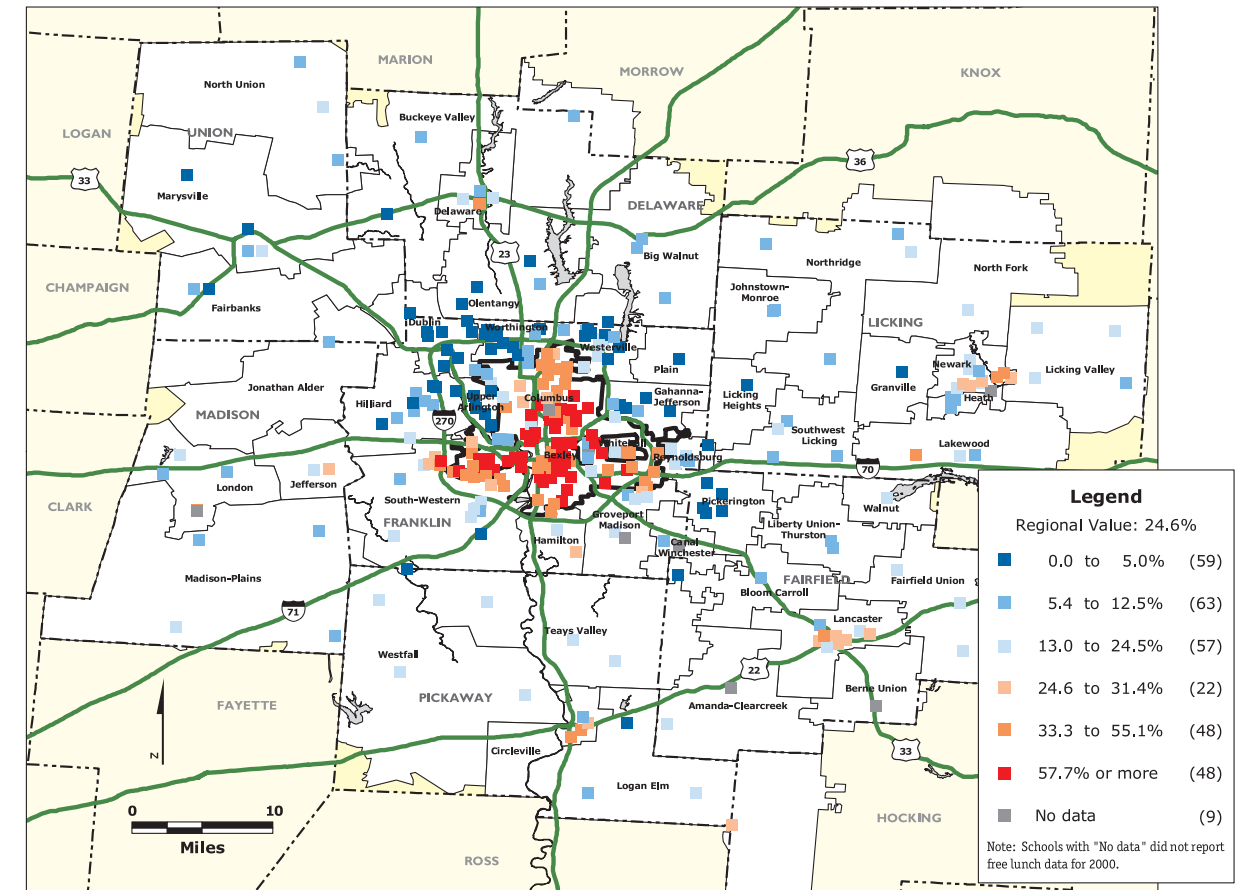 MARION
MORROW
KNOX
North Union
Buckeye Valley
LOGAN
UNION
36
33
Marysville
Delaware
DELAWARE
23
Big Walnut
Northridge
North Fork
CHAMPAIGN
Johnstown-
Monroe
Fairbanks
Olentangy
Dublin
Worthington
LICKING
Westerville
Newark
Plain
Licking Valley
Jonathan Alder
Granville
Gahanna-
Jefferson
Licking
Heights
Heath
Hilliard
Upper
Arlington
Columbus
MADISON
270
Southwest
Licking
Whitehall
Lakewood
Bexley
Reynoldsburg
70
London
Jefferson
South-Western
Pickerington
CLARK
Walnut
FRANKLIN
Groveport
Madison
Liberty Union-
Thurston
Hamilton
Canal
Winchester
Madison-Plains
FAIRFIELD
Fairfield Union
Bloom Carroll
71
Lancaster
Teays Valley
Westfall
22
Berne Union
PICKAWAY
FAYETTE
Amanda-Clearcreek
Circleville
33
N
Logan Elm
HOCKING
ROSS
0 10
Miles
Legend
Regional Value: 24.6%
0.0 to 5.0% (59)
5.4 to 12.5% (63)
13.0 to 24.5% (57)
24.6 to 31.4% (22)
33.3 to 55.1% (48)
57.7% or more (48)
No data (9)
Note: Schools with "No data" did not report
free lunch data for 2000.